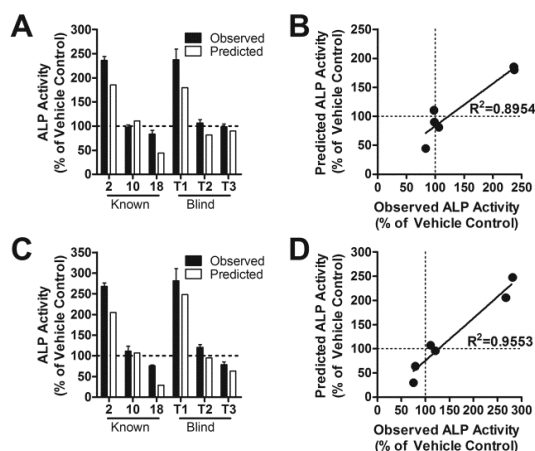 A
Observed
Predicted
ALP Activity
(% of Vehicle Control)
300
250
200
150
100
50
0
2 10 18 T1 T2 T3
Known Blind
B
Predicted ALP Activity
(% of Vehicle Control)
250
200
150
100
50
0
R²=0.8954
0 50 100 150 200 250
Observed ALP Activity
(% of Vehicle Control)
C
Observed
Predicted
ALP Activity
(% of Vehicle Control)
350
300
250
200
150
100
50
0
2 10 18 T1 T2 T3
Known Blind
D
Predicted ALP Activity
(% of Vehicle Control)
300
250
200
150
100
50
0
R²=0.9553
0 50 100 150 200 250 300
Observed ALP Activity
(% of Vehicle Control)